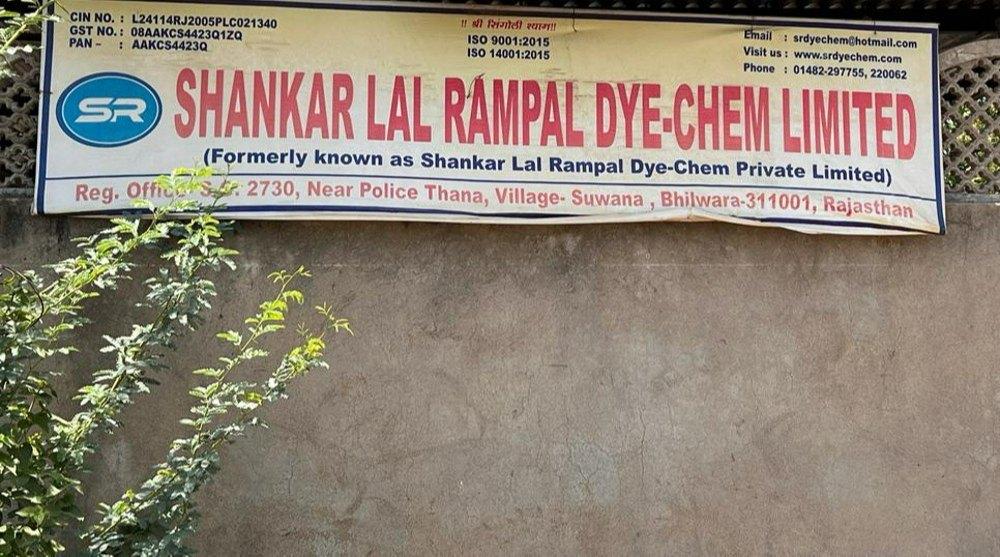 CIN NO. : L24114RJ2005PLC021340
GST NO. : 08AAKCS4423Q1ZQ
PAN - : AAKCS4423Q
!! श्री सिंगोली श्याम!!
ISO 9001:2015
ISO 14001:2015
Email : srdyechem@hotmail.com
Visit us : www.srdyechem.com
Phone : 01482-297755, 220062
SR
SHANKAR LAL RAMPAL DYE-CHEM LIMITED
(Formerly known as Shankar Lal Rampal Dye-Chem Private Limited)
Reg. 2730, Near Police Thana, Village- Suwana , Bhilwara-311001, Rajasthan